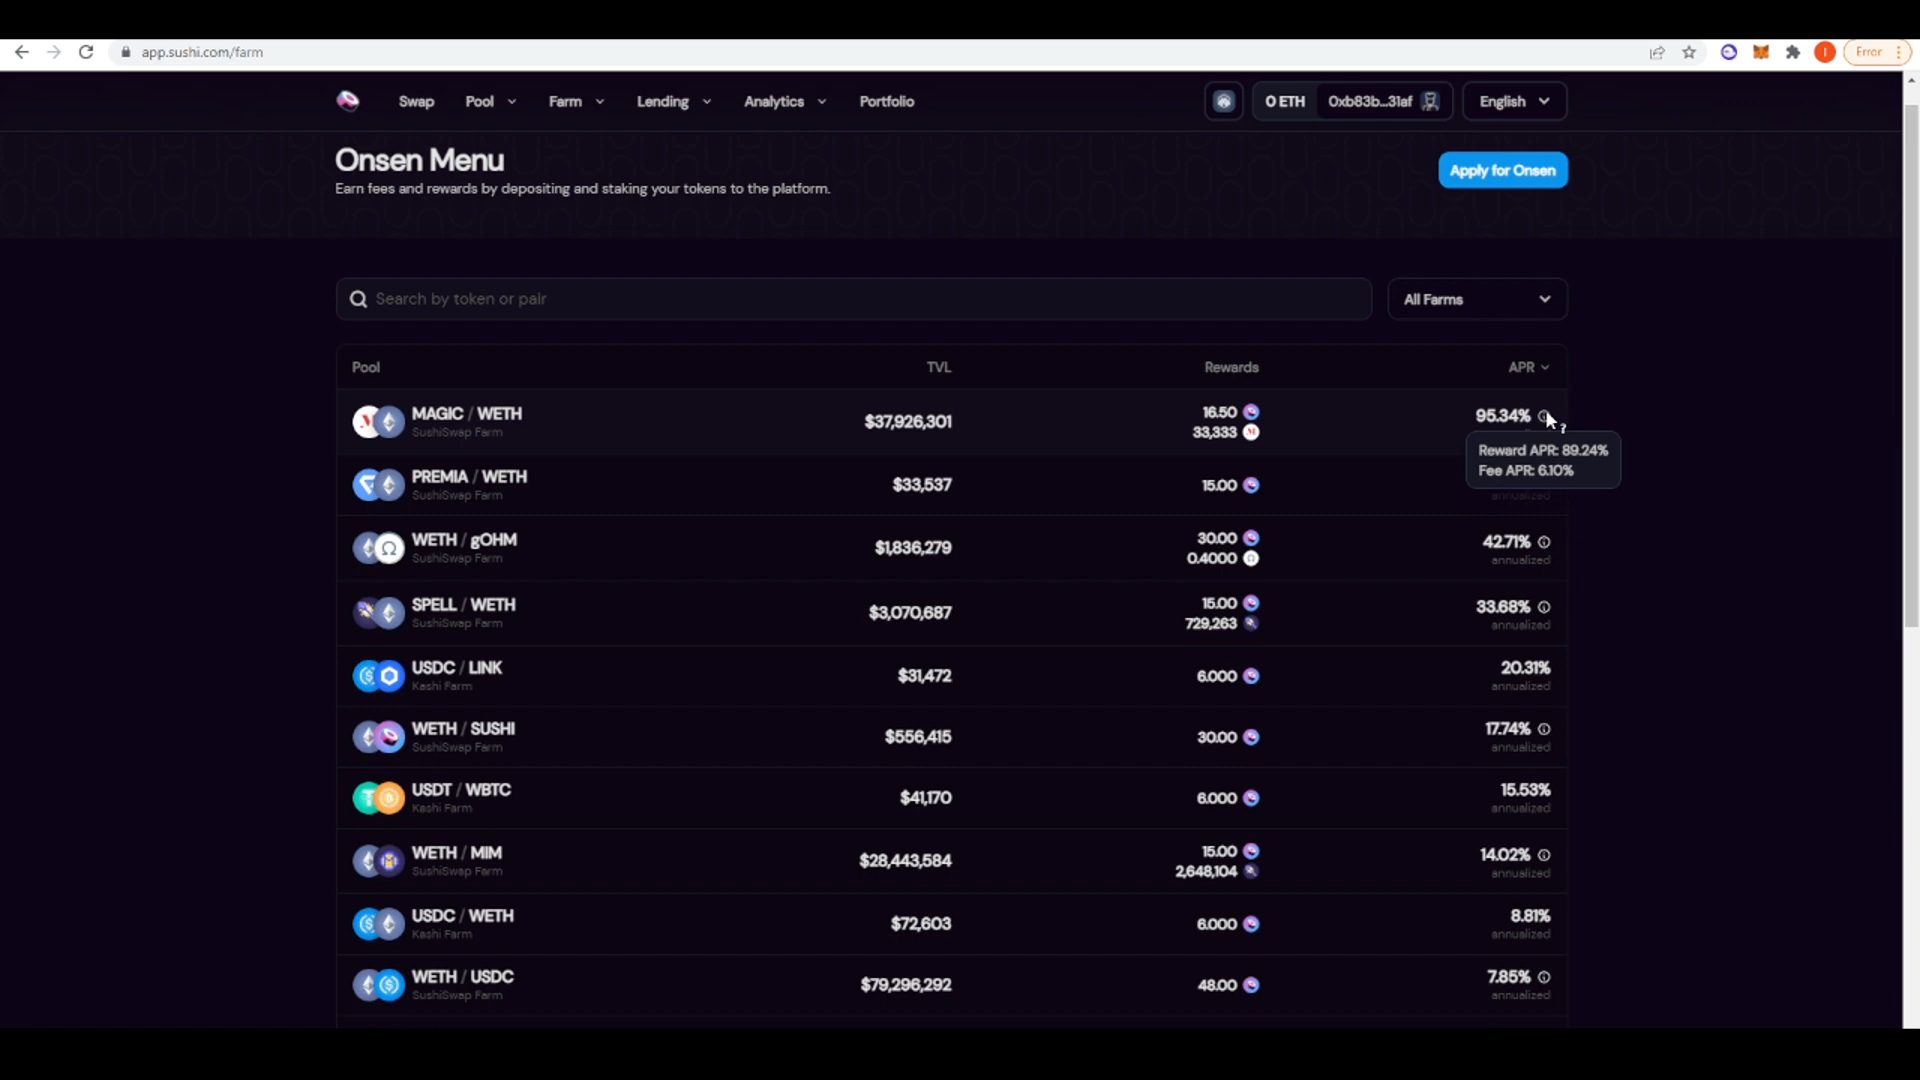 app.sushi.com/farm
Error
Swap Pool Farm Lending Analytics Portfolio
0 ETH 0xb83b...31af English
Onsen Menu
Earn fees and rewards by depositing and staking your tokens to the platform.
Apply for Onsen
Search by token or pair
All Farms
Pool TVL Rewards APR
MAGIC / WETH
SushiSwap Farm
$37,926,301
16.50
33,333
95.34%
Reward APR: 89.24%
Fee APR: 6.10%
PREMIA / WETH
SushiSwap Farm
$33,537
15.00
annualized
WETH / gOHM
SushiSwap Farm
$1,836,279
30.00
0.4000
42.71%
annualized
SPELL / WETH
SushiSwap Farm
$3,070,687
15.00
729,263
33.68%
annualized
USDC / LINK
Kashi Farm
$31,472
6.000
20.31%
annualized
WETH / SUSHI
SushiSwap Farm
$556,415
30.00
17.74%
annualized
USDT / WBTC
Kashi Farm
$41,170
6.000
15.53%
annualized
WETH / MIM
SushiSwap Farm
$28,443,584
15.00
2,648,104
14.02%
annualized
USDC / WETH
Kashi Farm
$72,603
6.000
8.81%
annualized
WETH / USDC
SushiSwap Farm
$79,296,292
48.00
7.85%
annualized